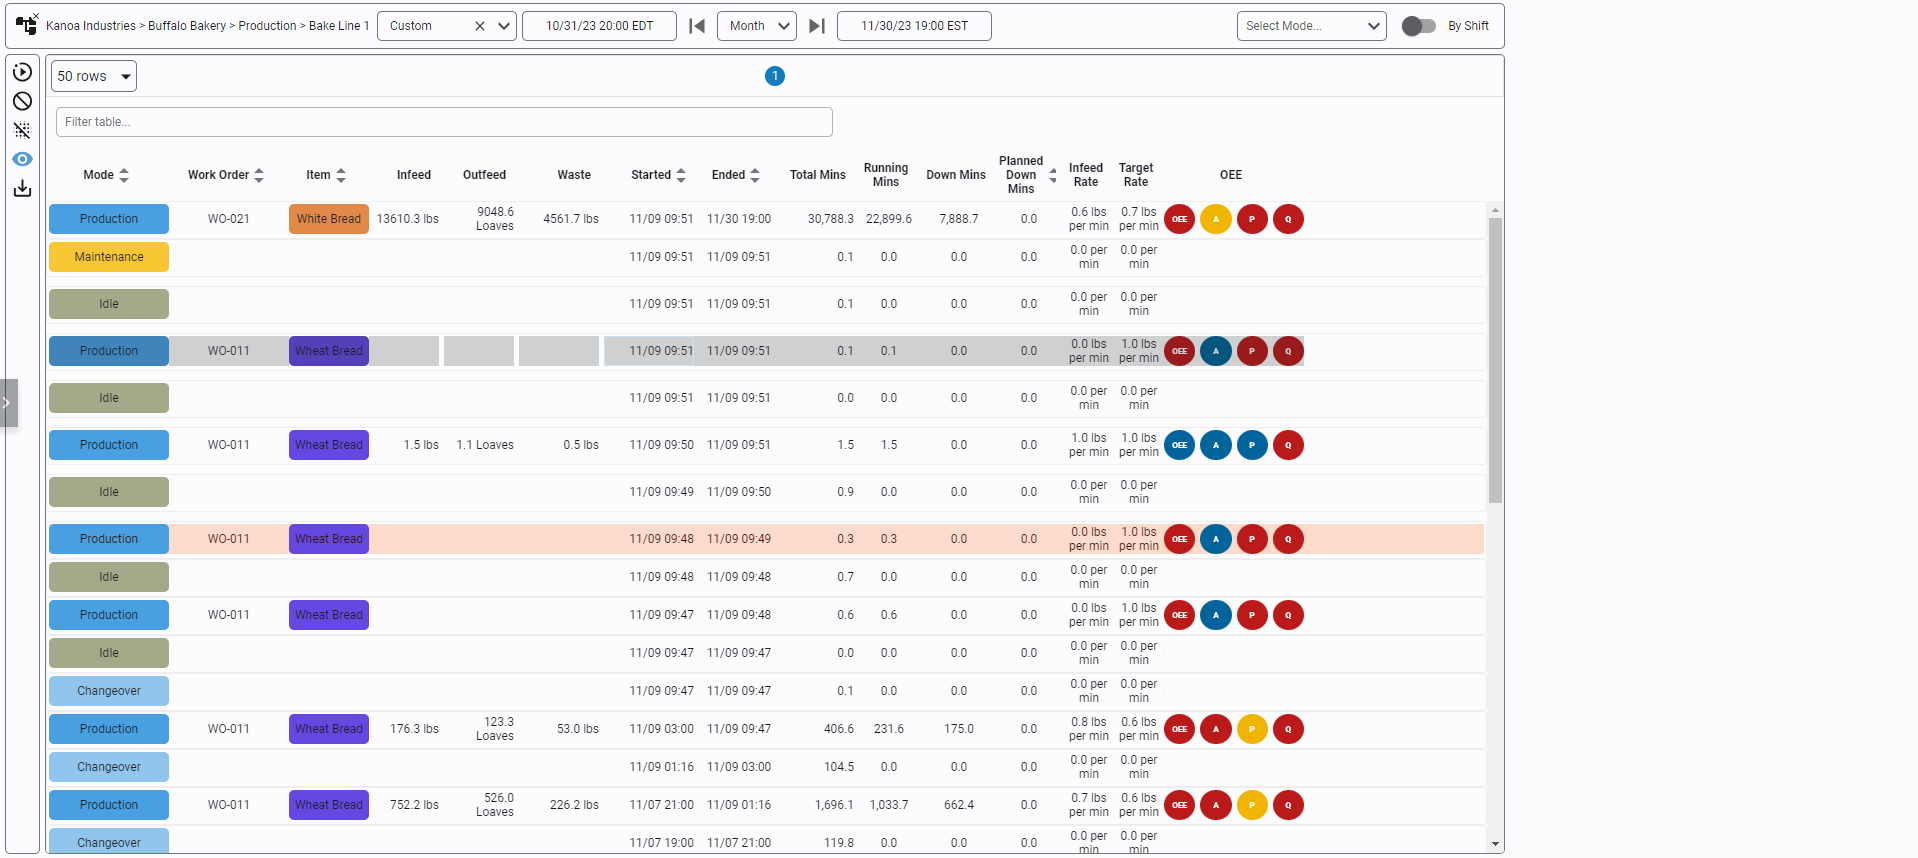 Kanoa Industries > Buffalo Bakery > Production > Bake Line 1 Custom 10/31/23 20:00 EDT Month 11/30/23 19:00 EST Select Mode... By Shift
50 rows 1
Filter table...
Mode Work Order Item Infeed Outfeed Waste Started Ended Total Mins Running Mins Down Mins Planned Down Mins Infeed Rate Target Rate OEE
Production WO-021 White Bread 13610.3 lbs 9048.6 Loaves 4561.7 lbs 11/09 09:51 11/30 19:00 30,788.3 22,899.6 7,888.7 0.0 0.6 lbs per min 0.7 lbs per min OEE A P Q
Maintenance 11/09 09:51 11/09 09:51 0.1 0.0 0.0 0.0 0.0 per min 0.0 per min
Idle 11/09 09:51 11/09 09:51 0.1 0.0 0.0 0.0 0.0 per min 0.0 per min
Production WO-011 Wheat Bread 11/09 09:51 11/09 09:51 0.1 0.1 0.0 0.0 0.0 lbs per min 1.0 lbs per min OEE A P Q
Idle 11/09 09:51 11/09 09:51 0.0 0.0 0.0 0.0 0.0 per min 0.0 per min
Production WO-011 Wheat Bread 1.5 lbs 1.1 Loaves 0.5 lbs 11/09 09:50 11/09 09:51 1.5 1.5 0.0 0.0 1.0 lbs per min 1.0 lbs per min OEE A P Q
Idle 11/09 09:49 11/09 09:50 0.9 0.0 0.0 0.0 0.0 per min 0.0 per min
Production WO-011 Wheat Bread 11/09 09:48 11/09 09:49 0.3 0.3 0.0 0.0 0.0 lbs per min 1.0 lbs per min OEE A P Q
Idle 11/09 09:48 11/09 09:48 0.7 0.0 0.0 0.0 0.0 per min 0.0 per min
Production WO-011 Wheat Bread 11/09 09:47 11/09 09:48 0.6 0.6 0.0 0.0 0.0 lbs per min 1.0 lbs per min OEE A P Q
Idle 11/09 09:47 11/09 09:47 0.0 0.0 0.0 0.0 0.0 per min 0.0 per min
Changeover 11/09 09:47 11/09 09:47 0.1 0.0 0.0 0.0 0.0 per min 0.0 per min
Production WO-011 Wheat Bread 176.3 lbs 123.3 Loaves 53.0 lbs 11/09 03:00 11/09 09:47 406.6 231.6 175.0 0.0 0.8 lbs per min 0.6 lbs per min OEE A P Q
Changeover 11/09 01:16 11/09 03:00 104.5 0.0 0.0 0.0 0.0 per min 0.0 per min
Production WO-011 Wheat Bread 752.2 lbs 526.0 Loaves 226.2 lbs 11/07 21:00 11/09 01:16 1,696.1 1,033.7 662.4 0.0 0.7 lbs per min 0.6 lbs per min OEE A P Q
Changeover 11/07 19:00 11/07 21:00 119.8 0.0 0.0 0.0 0.0 per min 0.0 per min